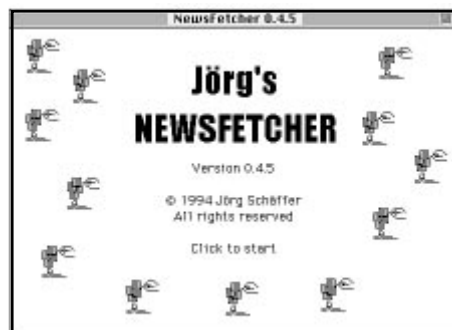 NewsFetcher 0.4.5
Jörg's
NEWSFETCHER
Version 0.4.5
© 1994 Jörg Schäffer
All rights reserved
Click to start